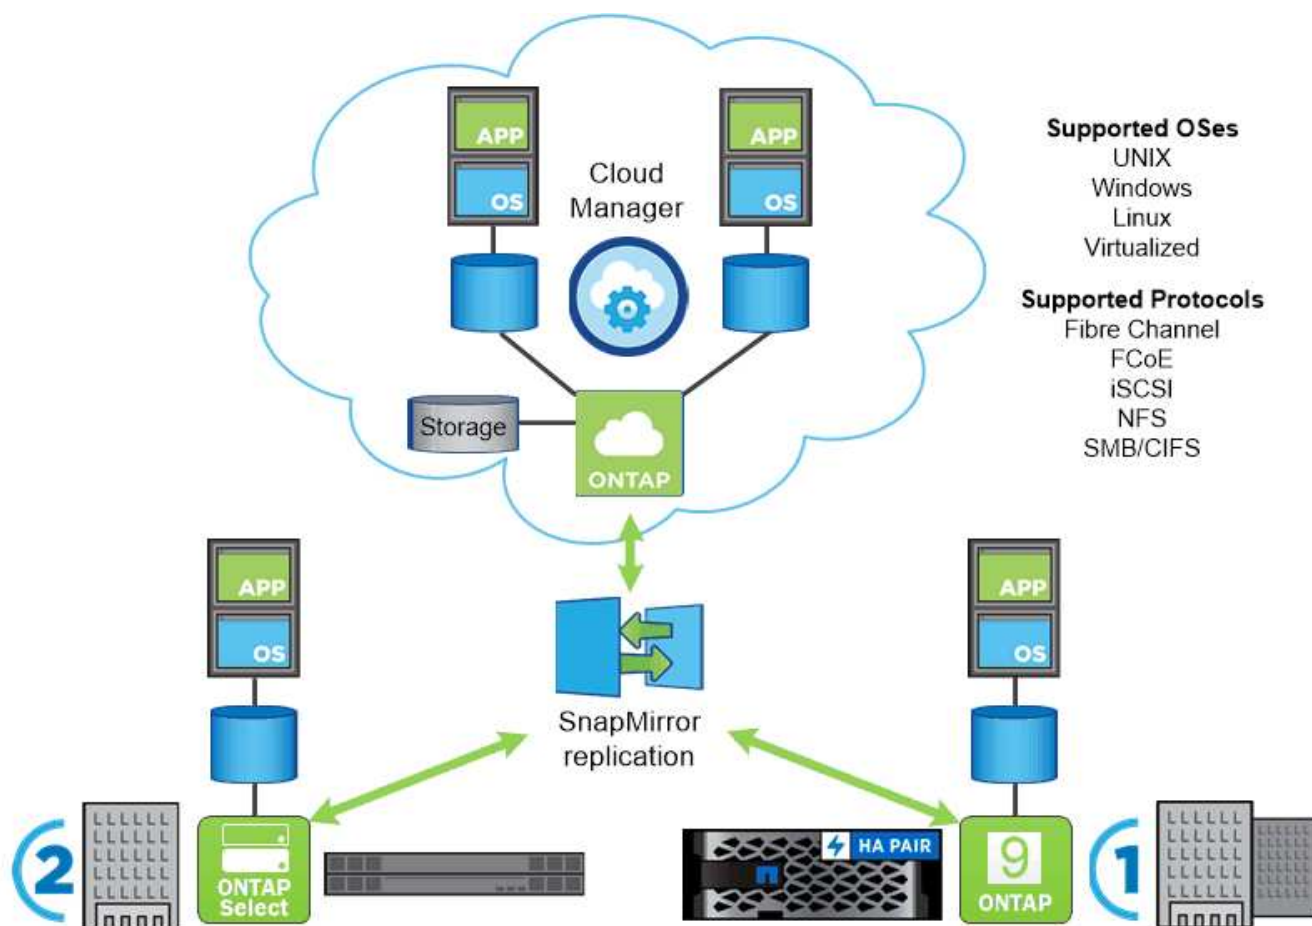 APP
OS
Cloud
Manager
APP
OS
Storage
ONTAP
Supported OSes
UNIX
Windows
Linux
Virtualized
Supported Protocols
Fibre Channel
FCoE
iSCSI
NFS
SMB/CIFS
APP
OS
SnapMirror
replication
APP
OS
2
ONTAP
Select
HA PAIR
9
ONTAP
1